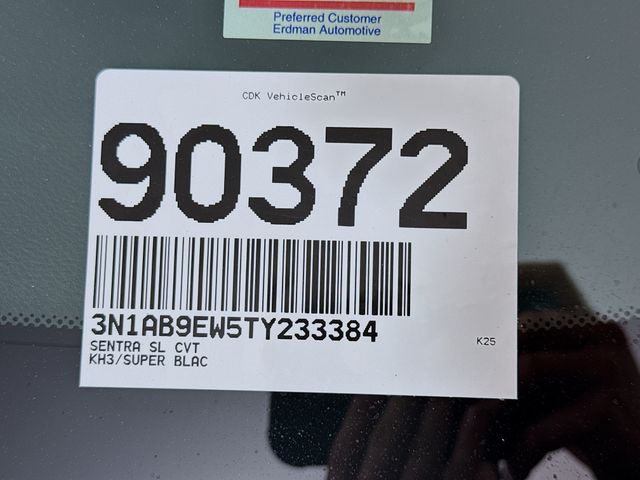 Preferred Customer
Erdman Automotive
CDK VehicleScan™
90372
3N1AB9EW5TY233384
SENTRA SL CVT
KH3/SUPER BLAC
K25